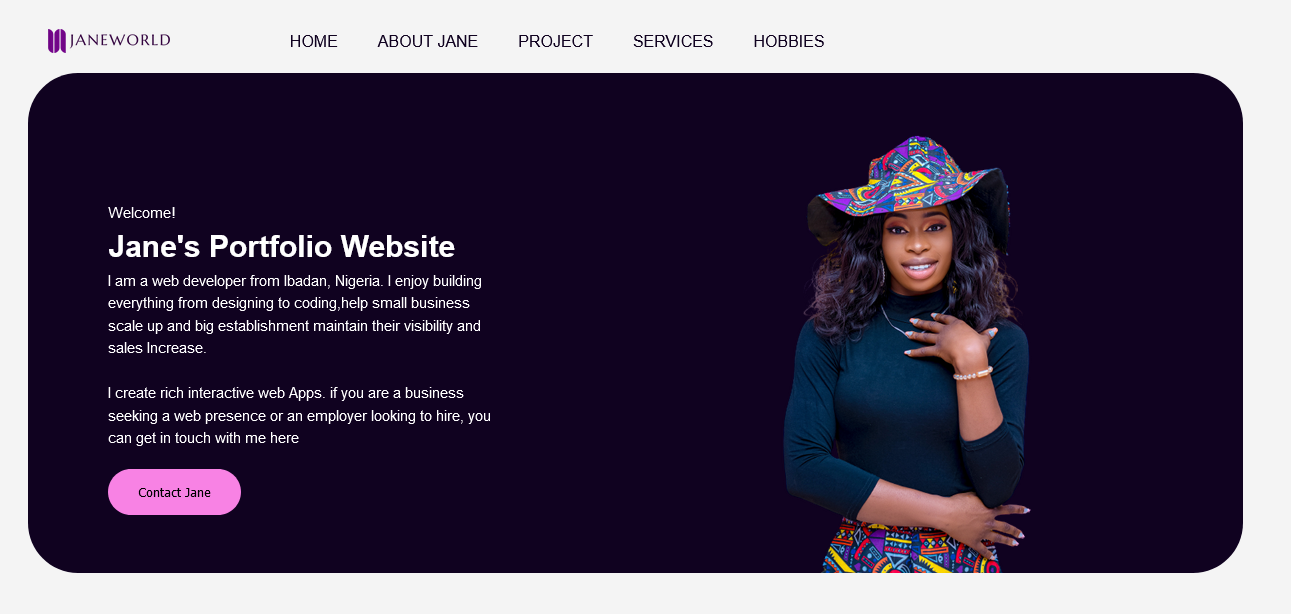 JANEWORLD
HOME ABOUT JANE PROJECT SERVICES HOBBIES
Welcome!
Jane's Portfolio Website
I am a web developer from Ibadan, Nigeria. I enjoy building
everything from designing to coding,help small business
scale up and big establishment maintain their visibility and
sales Increase.
I create rich interactive web Apps. if you are a business
seeking a web presence or an employer looking to hire, you
can get in touch with me here
Contact Jane